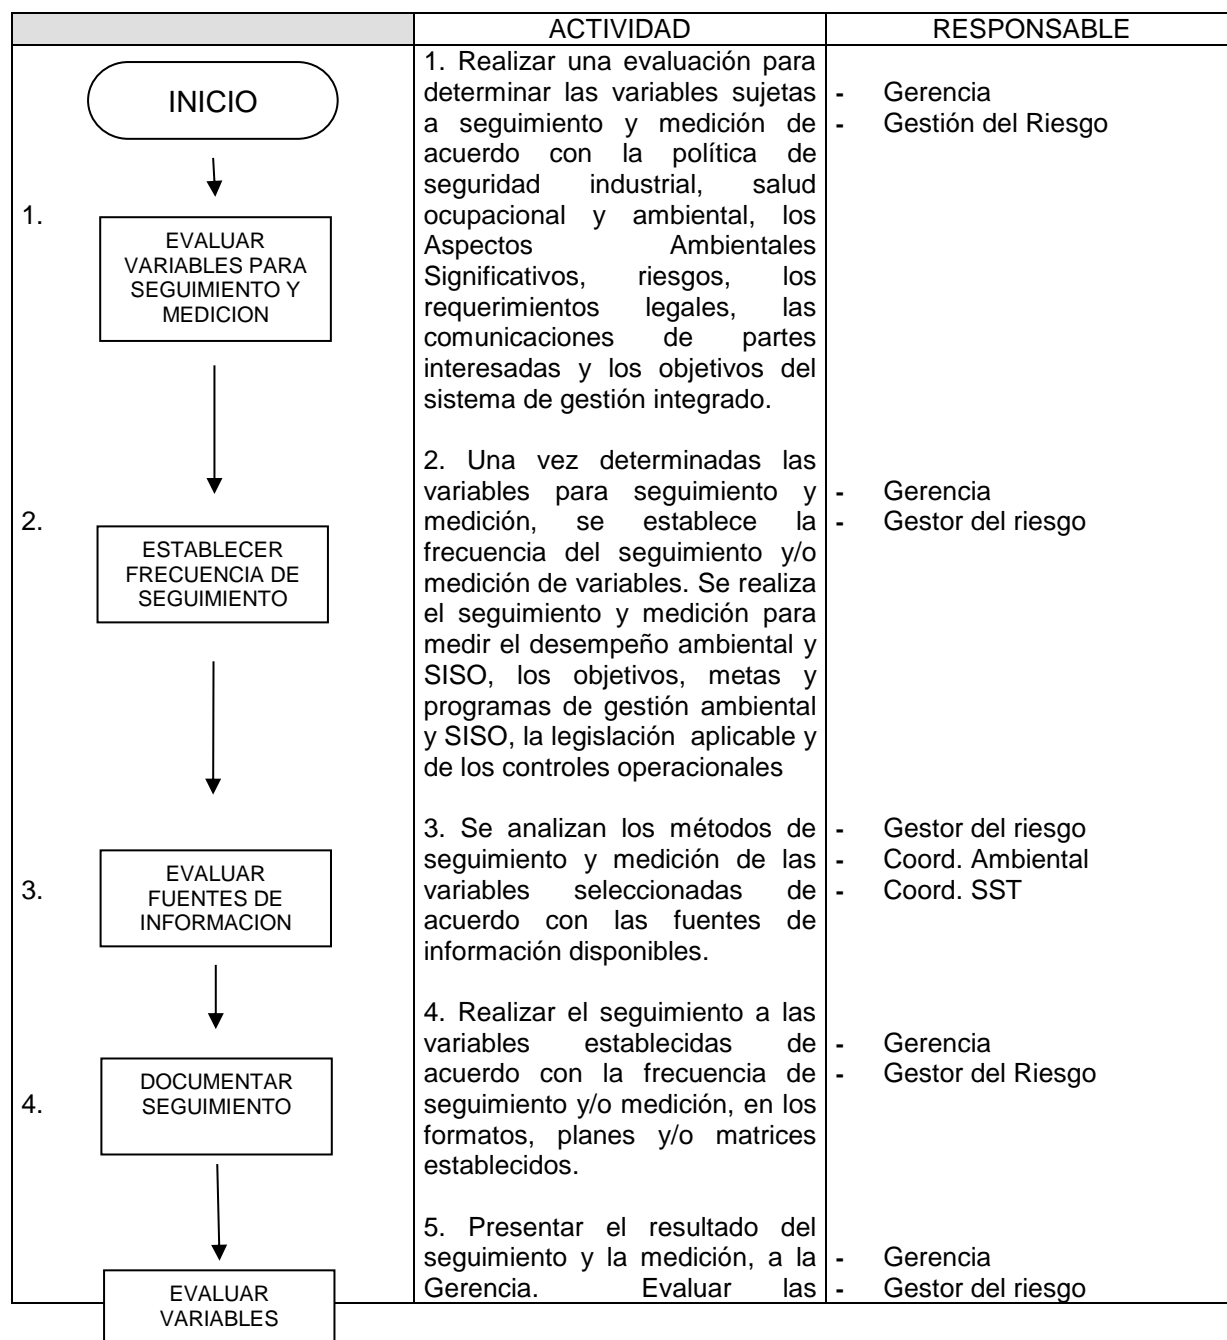 ACTIVIDAD
RESPONSABLE
INICIO
1.
EVALUAR
VARIABLES PARA
SEGUIMIENTO Y
MEDICION
2.
ESTABLECER
FRECUENCIA DE
SEGUIMIENTO
3.
EVALUAR
FUENTES DE
INFORMACION
4.
DOCUMENTAR
SEGUIMIENTO
EVALUAR
VARIABLES
1. Realizar una evaluación para
determinar las variables sujetas
a seguimiento y medición de
acuerdo con la política de
seguridad industrial, salud
ocupacional y ambiental, los
Aspectos Ambientales
Significativos, riesgos, los
requerimientos legales, las
comunicaciones de partes
interesadas y los objetivos del
sistema de gestión integrado.
2. Una vez determinadas las
variables para seguimiento y
medición, se establece la
frecuencia del seguimiento y/o
medición de variables. Se realiza
el seguimiento y medición para
medir el desempeño ambiental y
SISO, los objetivos, metas y
programas de gestión ambiental
y SISO, la legislación aplicable y
de los controles operacionales
3. Se analizan los métodos de
seguimiento y medición de las
variables seleccionadas de
acuerdo con las fuentes de
información disponibles.
4. Realizar el seguimiento a las
variables establecidas de
acuerdo con la frecuencia de
seguimiento y/o medición, en los
formatos, planes y/o matrices
establecidos.
5. Presentar el resultado del
seguimiento y la medición, a la
Gerencia. Evaluar las
- Gerencia
- Gestión del Riesgo
- Gerencia
- Gestor del riesgo
- Gestor del riesgo
- Coord. Ambiental
- Coord. SST
- Gerencia
- Gestor del Riesgo
- Gerencia
- Gestor del riesgo